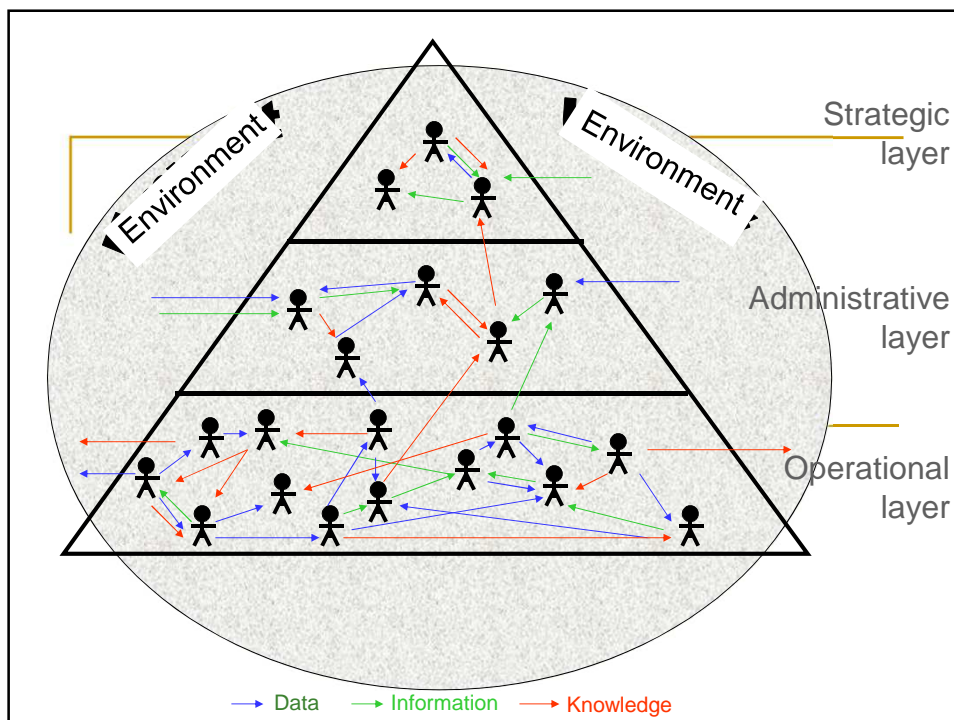 Environment
Environment
Strategic
layer
Administrative
layer
Operational
layer
Data Information Knowledge